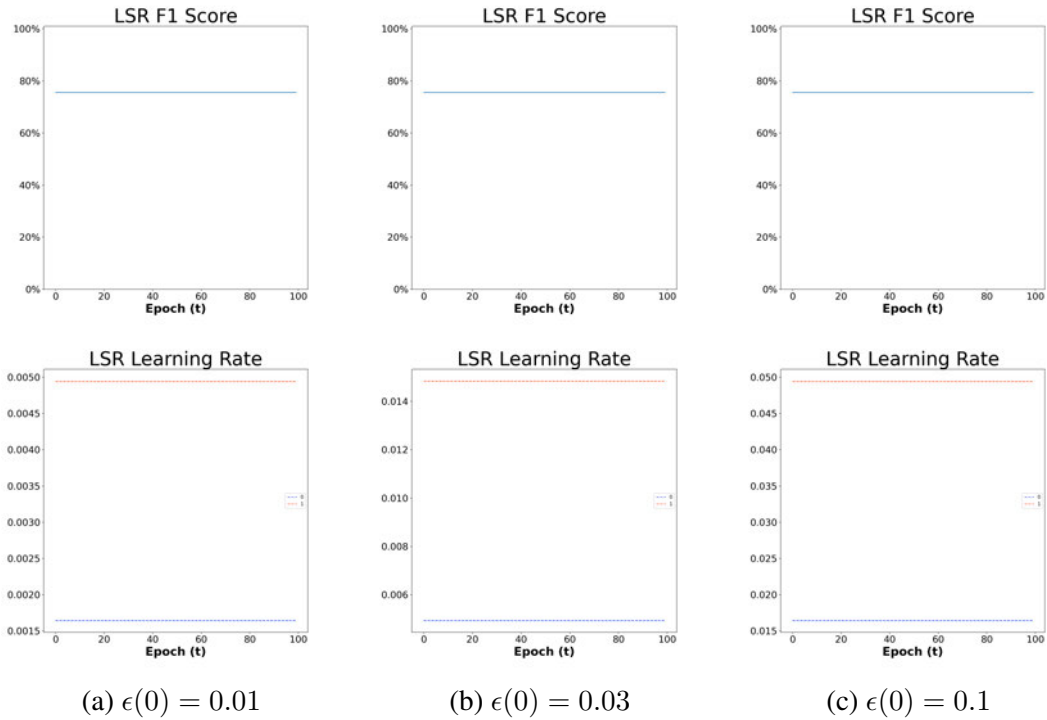 LSR F1 Score
100%
80%
60%
40%
20%
0%
0 20 40 60 80 100
Epoch (t)
LSR F1 Score
100%
80%
60%
40%
20%
0%
0 20 40 60 80 100
Epoch (t)
LSR F1 Score
100%
80%
60%
40%
20%
0%
0 20 40 60 80 100
Epoch (t)
LSR Learning Rate
0.0050
0.0045
0.0040
0.0035
0.0030
0.0025
0.0020
0.0015
0 20 40 60 80 100
Epoch (t)
LSR Learning Rate
0.014
0.012
0.010
0.008
0.006
0 20 40 60 80 100
Epoch (t)
LSR Learning Rate
0.050
0.045
0.040
0.035
0.030
0.025
0.020
0.015
0 20 40 60 80 100
Epoch (t)
(a) ϵ(0) = 0.01
(b) ϵ(0) = 0.03
(c) ϵ(0) = 0.1